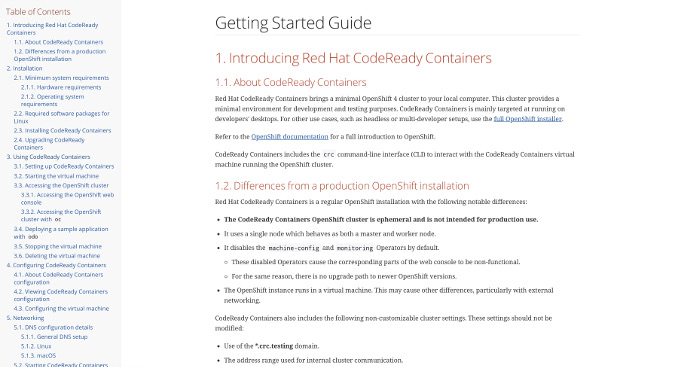 Table of Contents
1. Introducing Red Hat CodeReady
Containers
1.1. About CodeReady Containers
1.2. Differences from a production
OpenShift installation
2. Installation
2.1. Minimum system requirements
2.1.1. Hardware requirements
2.1.2. Operating system
requirements
2.2. Required software packages for
Linux
2.3. Installing CodeReady Containers
2.4. Upgrading CodeReady
Containers
3. Using CodeReady Containers
3.1. Setting up CodeReady Containers
3.2. Starting the virtual machine
3.3. Accessing the OpenShift cluster
3.3.1. Accessing the OpenShift web
console
3.3.2. Accessing the OpenShift
cluster with oc
3.4. Deploying a sample application
with odo
3.5. Stopping the virtual machine
3.6. Deleting the virtual machine
4. Configuring CodeReady Containers
4.1. About CodeReady Containers
configuration
4.2. Viewing CodeReady Containers
configuration
4.3. Configuring the virtual machine
5. Networking
5.1. DNS configuration details
5.1.1. General DNS setup
5.1.2. Linux
5.1.3. macOS
5.2. Starting CodeReady Containers
Getting Started Guide
1. Introducing Red Hat CodeReady Containers
1.1. About CodeReady Containers
Red Hat CodeReady Containers brings a minimal OpenShift 4 cluster to your local computer. This cluster provides a
minimal environment for development and testing purposes. CodeReady Containers is mainly targeted at running on
developers' desktops. For other use cases, such as headless or multi-developer setups, use the full OpenShift installer.
Refer to the OpenShift documentation for a full introduction to OpenShift.
CodeReady Containers includes the crc command-line interface (CLI) to interact with the CodeReady Containers virtual
machine running the OpenShift cluster.
1.2. Differences from a production OpenShift installation
Red Hat CodeReady Containers is a regular OpenShift installation with the following notable differences:
• The CodeReady Containers OpenShift cluster is ephemeral and is not intended for production use.
• It uses a single node which behaves as both a master and worker node.
• It disables the machine-config and monitoring Operators by default.
◦ These disabled Operators cause the corresponding parts of the web console to be non-functional.
◦ For the same reason, there is no upgrade path to newer OpenShift versions.
• The OpenShift instance runs in a virtual machine. This may cause other differences, particularly with external
networking.
CodeReady Containers also includes the following non-customizable cluster settings. These settings should not be
modified:
• Use of the *.crc.testing domain.
• The address range used for internal cluster communication.